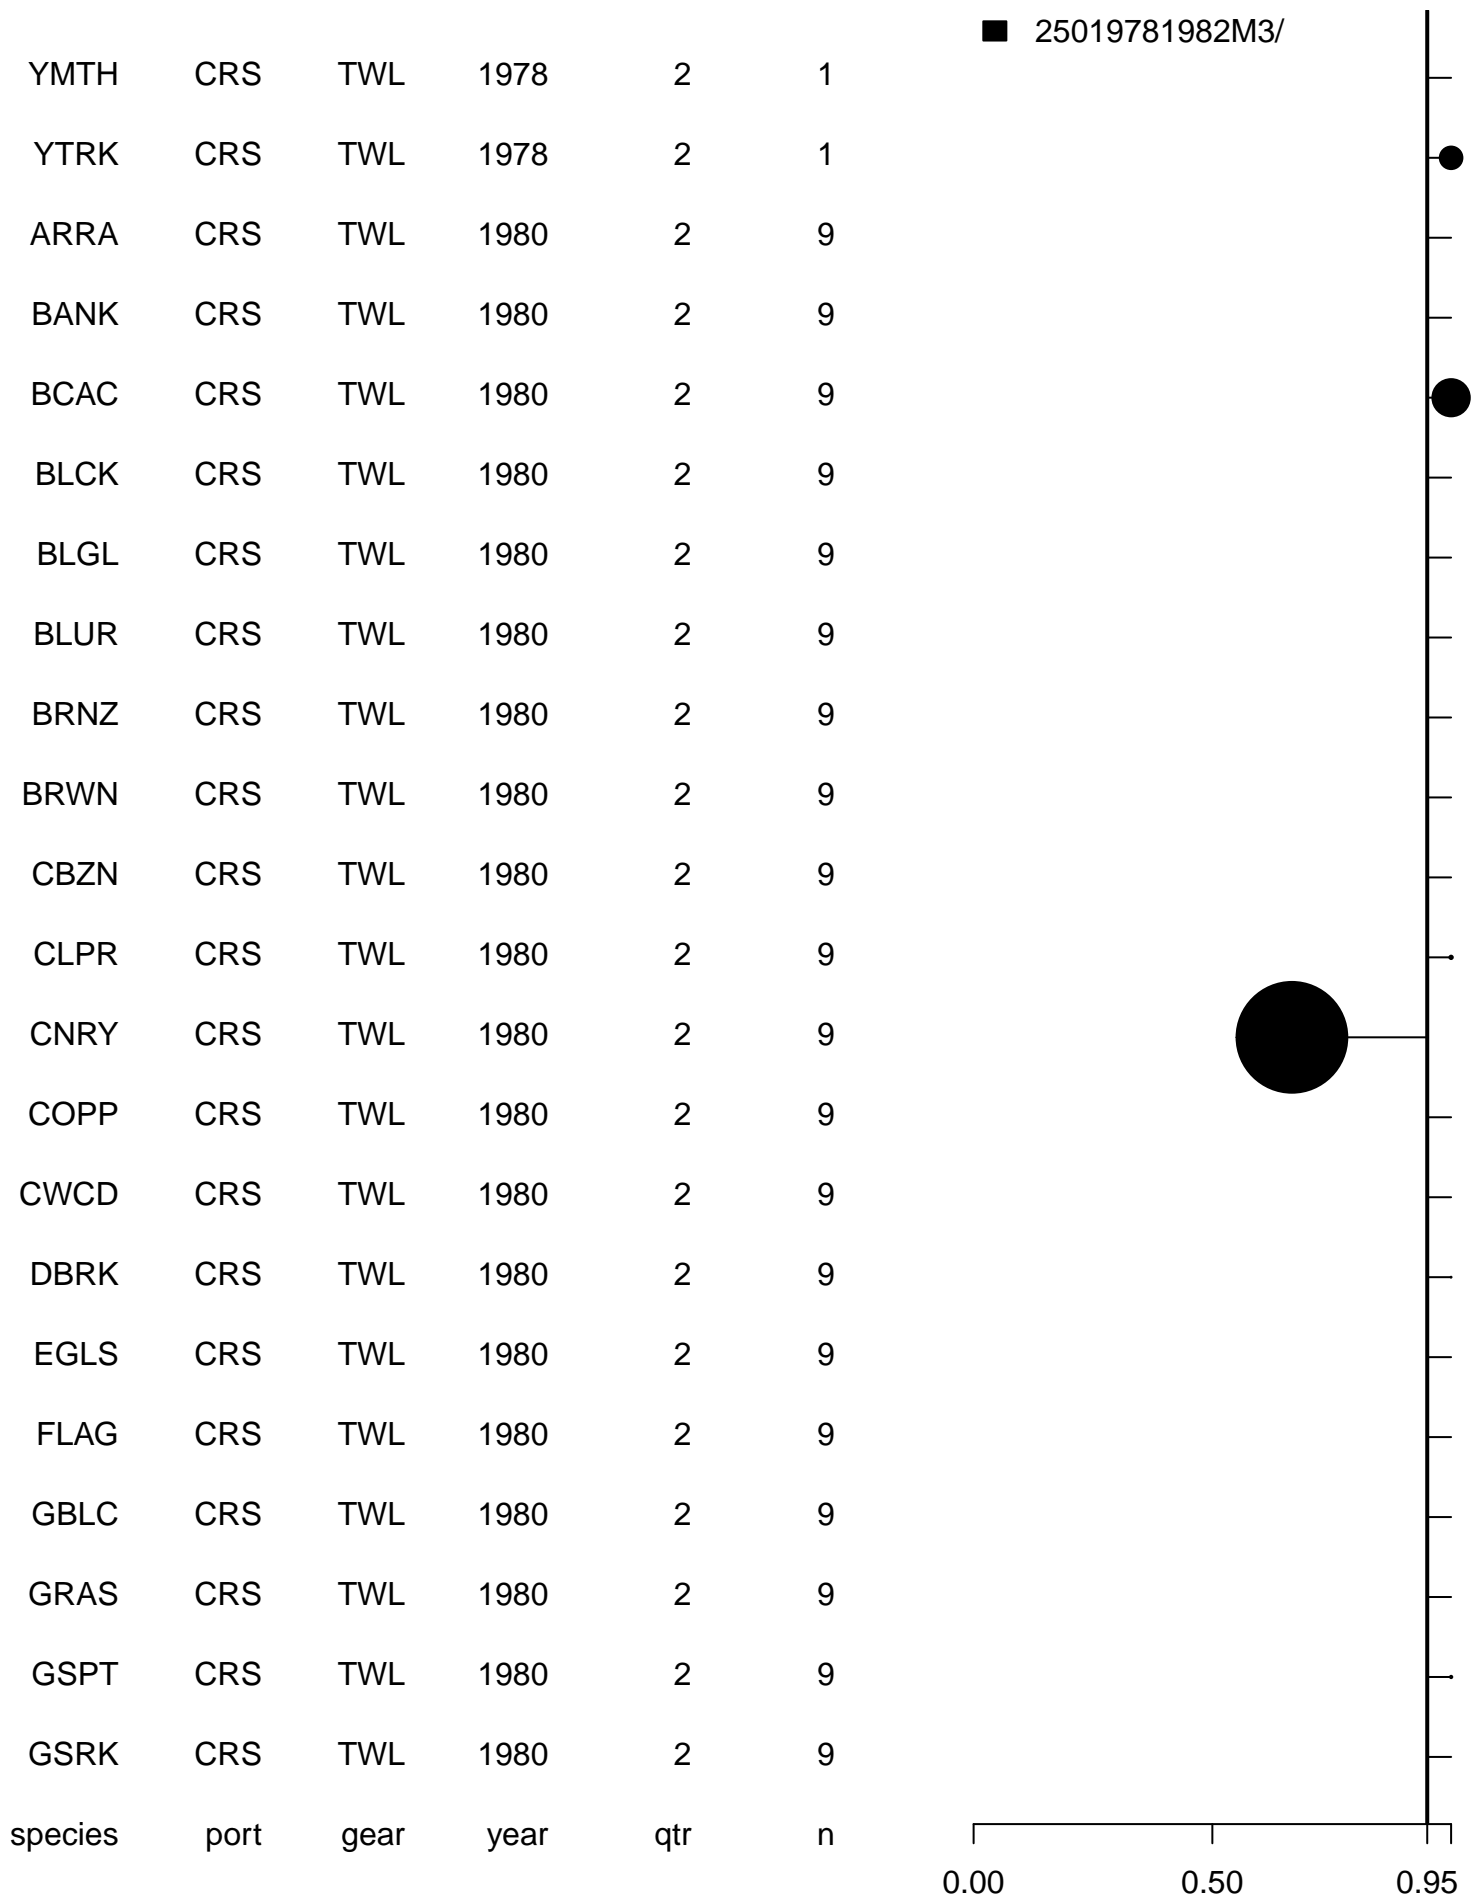 25019781982M3/
YMTH CRS TWL 1978 2 1
YTRK CRS TWL 1978 2 1
ARRA CRS TWL 1980 2 9
BANK CRS TWL 1980 2 9
BCAC CRS TWL 1980 2 9
BLCK CRS TWL 1980 2 9
BLGL CRS TWL 1980 2 9
BLUR CRS TWL 1980 2 9
BRNZ CRS TWL 1980 2 9
BRWN CRS TWL 1980 2 9
CBZN CRS TWL 1980 2 9
CLPR CRS TWL 1980 2 9
CNRY CRS TWL 1980 2 9
COPP CRS TWL 1980 2 9
CWCD CRS TWL 1980 2 9
DBRK CRS TWL 1980 2 9
EGLS CRS TWL 1980 2 9
FLAG CRS TWL 1980 2 9
GBLC CRS TWL 1980 2 9
GRAS CRS TWL 1980 2 9
GSPT CRS TWL 1980 2 9
GSRK CRS TWL 1980 2 9
species port gear year qtr n
0.00 0.50 0.95